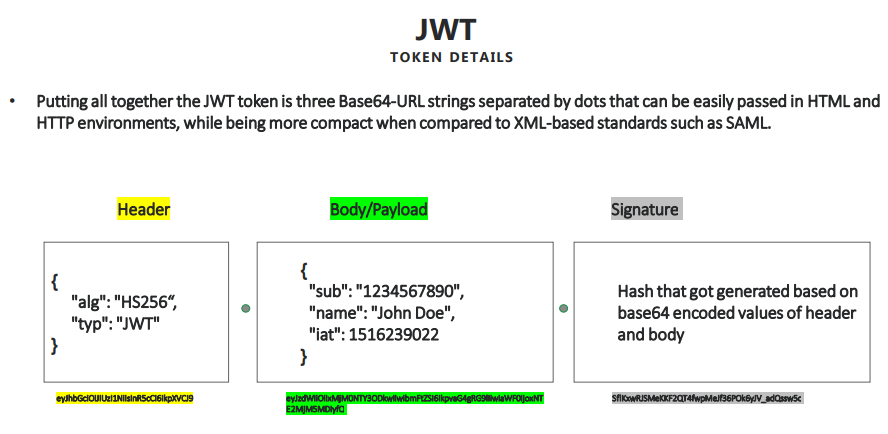 JWT
TOKEN DETAILS
• Putting all together the JWT token is three Base64-URL strings separated by dots that can be easily passed in HTML and
HTTP environments, while being more compact when compared to XML-based standards such as SAML.
Header
Body/Payload
Signature
{
"alg": "HS256“,
"typ": "JWT"
}
{
"sub": "1234567890",
"name": "John Doe",
"iat": 1516239022
}
Hash that got generated based on
base64 encoded values of header
and body